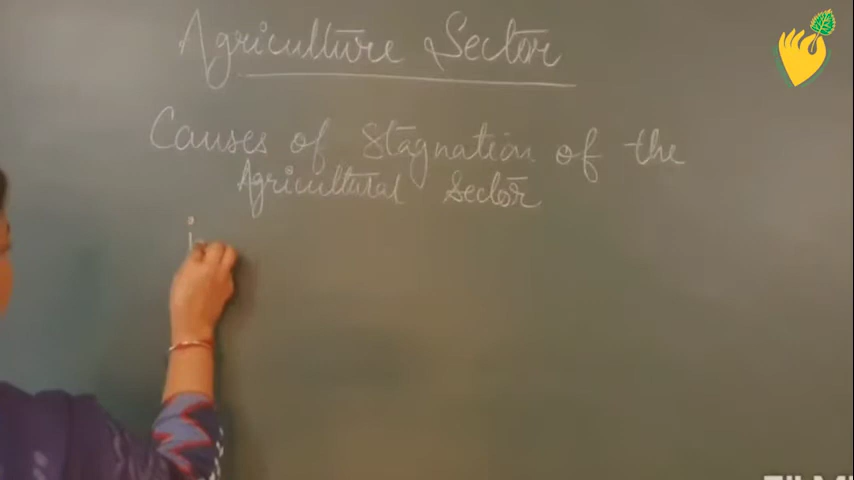 Agriculture Sector
Causes of Stagnation of the
Agricultural Sector
i